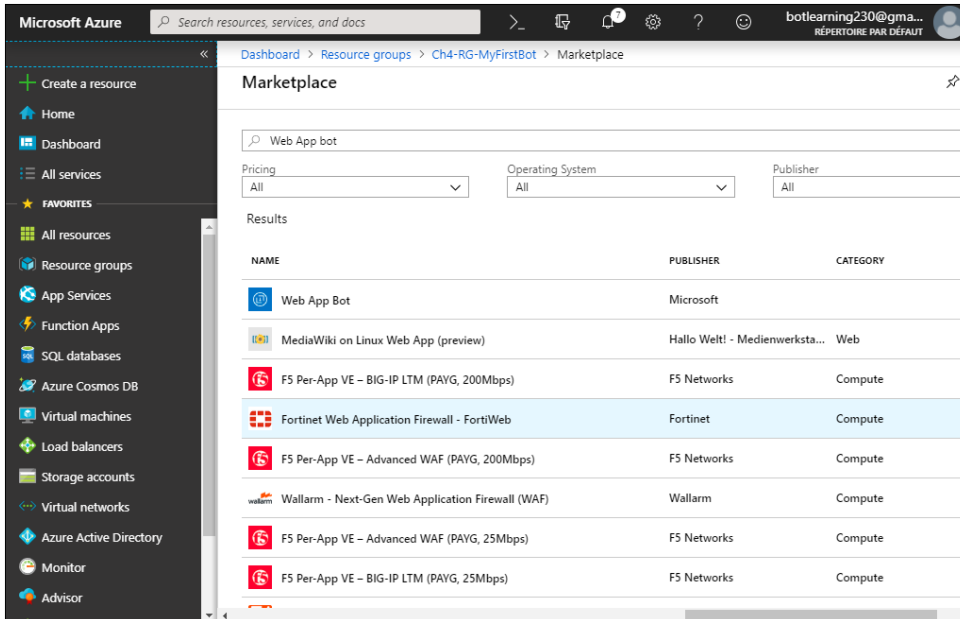 Microsoft Azure
Search resources, services, and docs
7
botlearning230@gma...
RÉPERTOIRE PAR DÉFAUT
Dashboard > Resource groups > Ch4-RG-MyFirstBot > Marketplace
Marketplace
Create a resource
Home
Dashboard
All services
FAVORITES
All resources
Resource groups
App Services
Function Apps
SQL databases
Azure Cosmos DB
Virtual machines
Load balancers
Storage accounts
Virtual networks
Azure Active Directory
Monitor
Advisor
Web App bot
Pricing Operating System Publisher
All All All
Results
NAME PUBLISHER CATEGORY
Web App Bot Microsoft
MediaWiki on Linux Web App (preview) Hallo Welt! - Medienwerksta... Web
F5 Per-App VE – BIG-IP LTM (PAYG, 200Mbps) F5 Networks Compute
Fortinet Web Application Firewall - FortiWeb Fortinet Compute
F5 Per-App VE – Advanced WAF (PAYG, 200Mbps) F5 Networks Compute
wallarm Wallarm - Next-Gen Web Application Firewall (WAF) Wallarm Compute
F5 Per-App VE – Advanced WAF (PAYG, 25Mbps) F5 Networks Compute
F5 Per-App VE – BIG-IP LTM (PAYG, 25Mbps) F5 Networks Compute